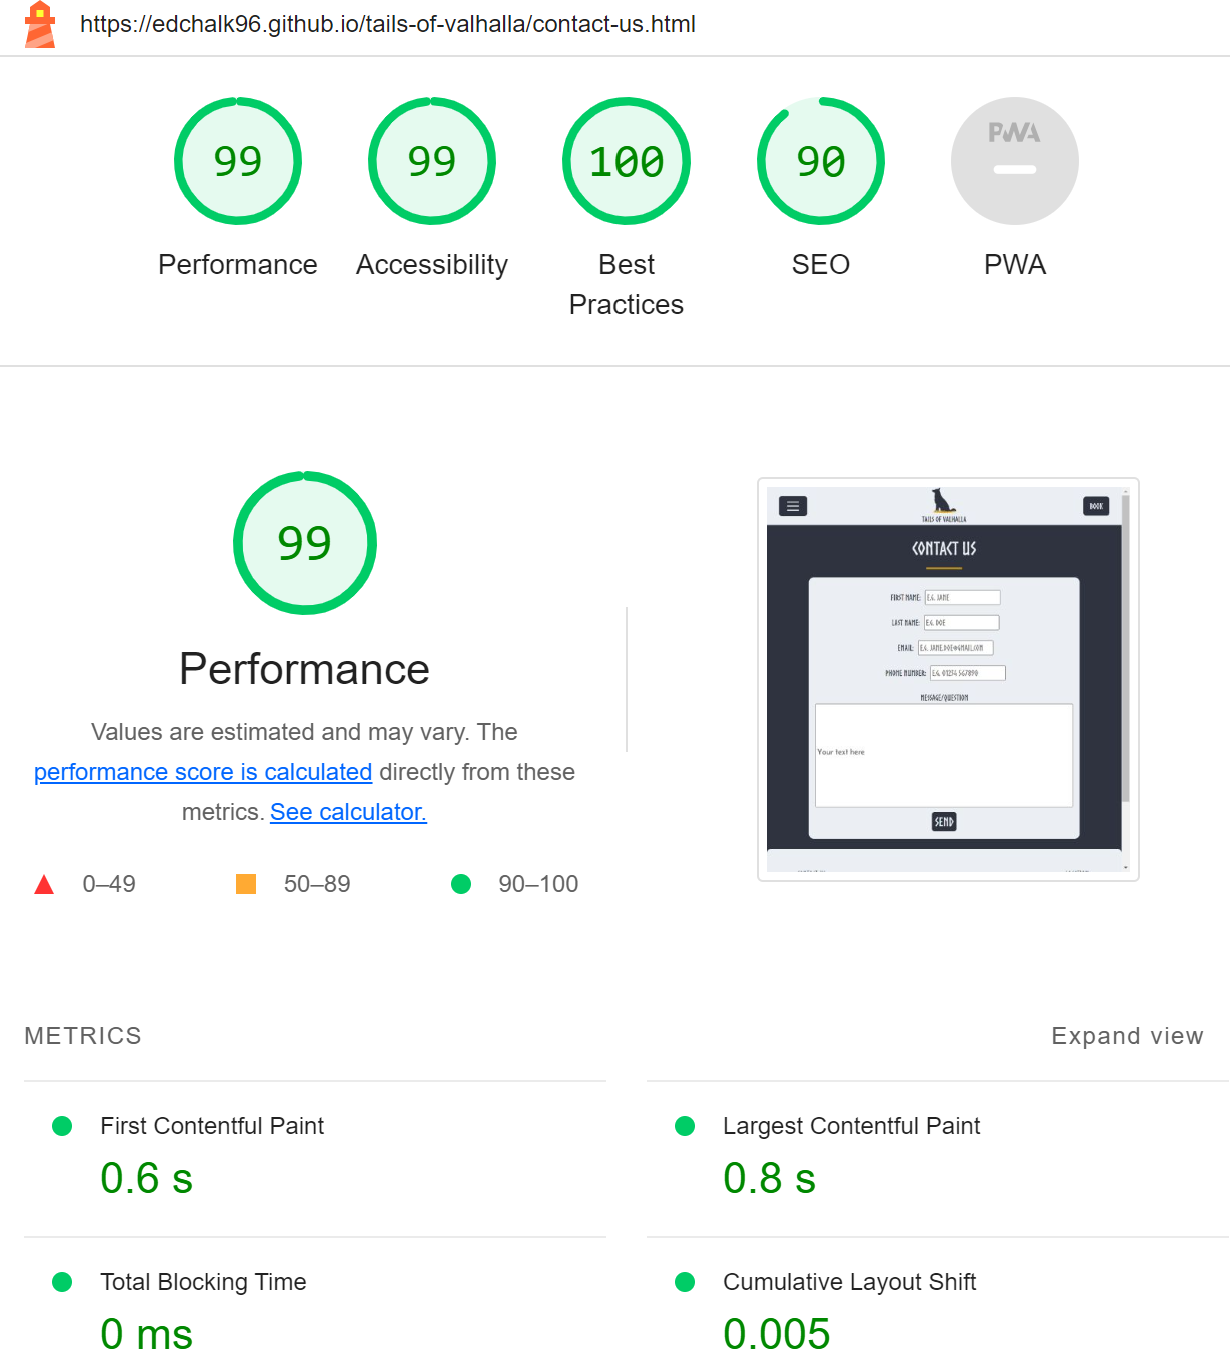 https://edchalk96.github.io/tails-of-valhalla/contact-us.html
99
99
100
90
PWA
Performance
Accessibility
Best
Practices
SEO
PWA
99
Performance
Values are estimated and may vary. The
performance score is calculated directly from these
metrics. See calculator.
0–49
50–89
90–100
TAILS OF VALHALLA
BOOK
CONTACT US
FIRST NAME: E.G. JANE
LAST NAME: E.G. DOE
EMAIL: E.G. JANE.DOE@GMAIL.COM
PHONE NUMBER: E.G. 01234 567890
MESSAGE/QUESTION
Your text here
SEND
METRICS
Expand view
First Contentful Paint
0.6 s
Largest Contentful Paint
0.8 s
Total Blocking Time
0 ms
Cumulative Layout Shift
0.005